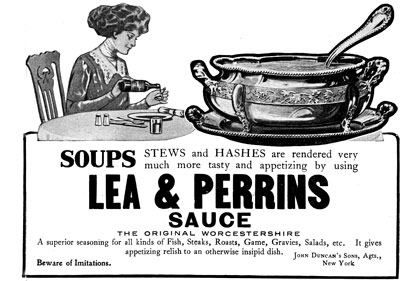 SOUPS STEWS and HASHES are rendered very
much more tasty and appetizing by using
LEA & PERRINS
SAUCE
THE ORIGINAL WORCESTERSHIRE
A superior seasoning for all kinds of Fish, Steaks, Roasts, Game, Gravies, Salads, etc. It gives
appetizing relish to an otherwise insipid dish. JOHN DUNCAN'S SONS, Agts.,
Beware of Imitations. New York